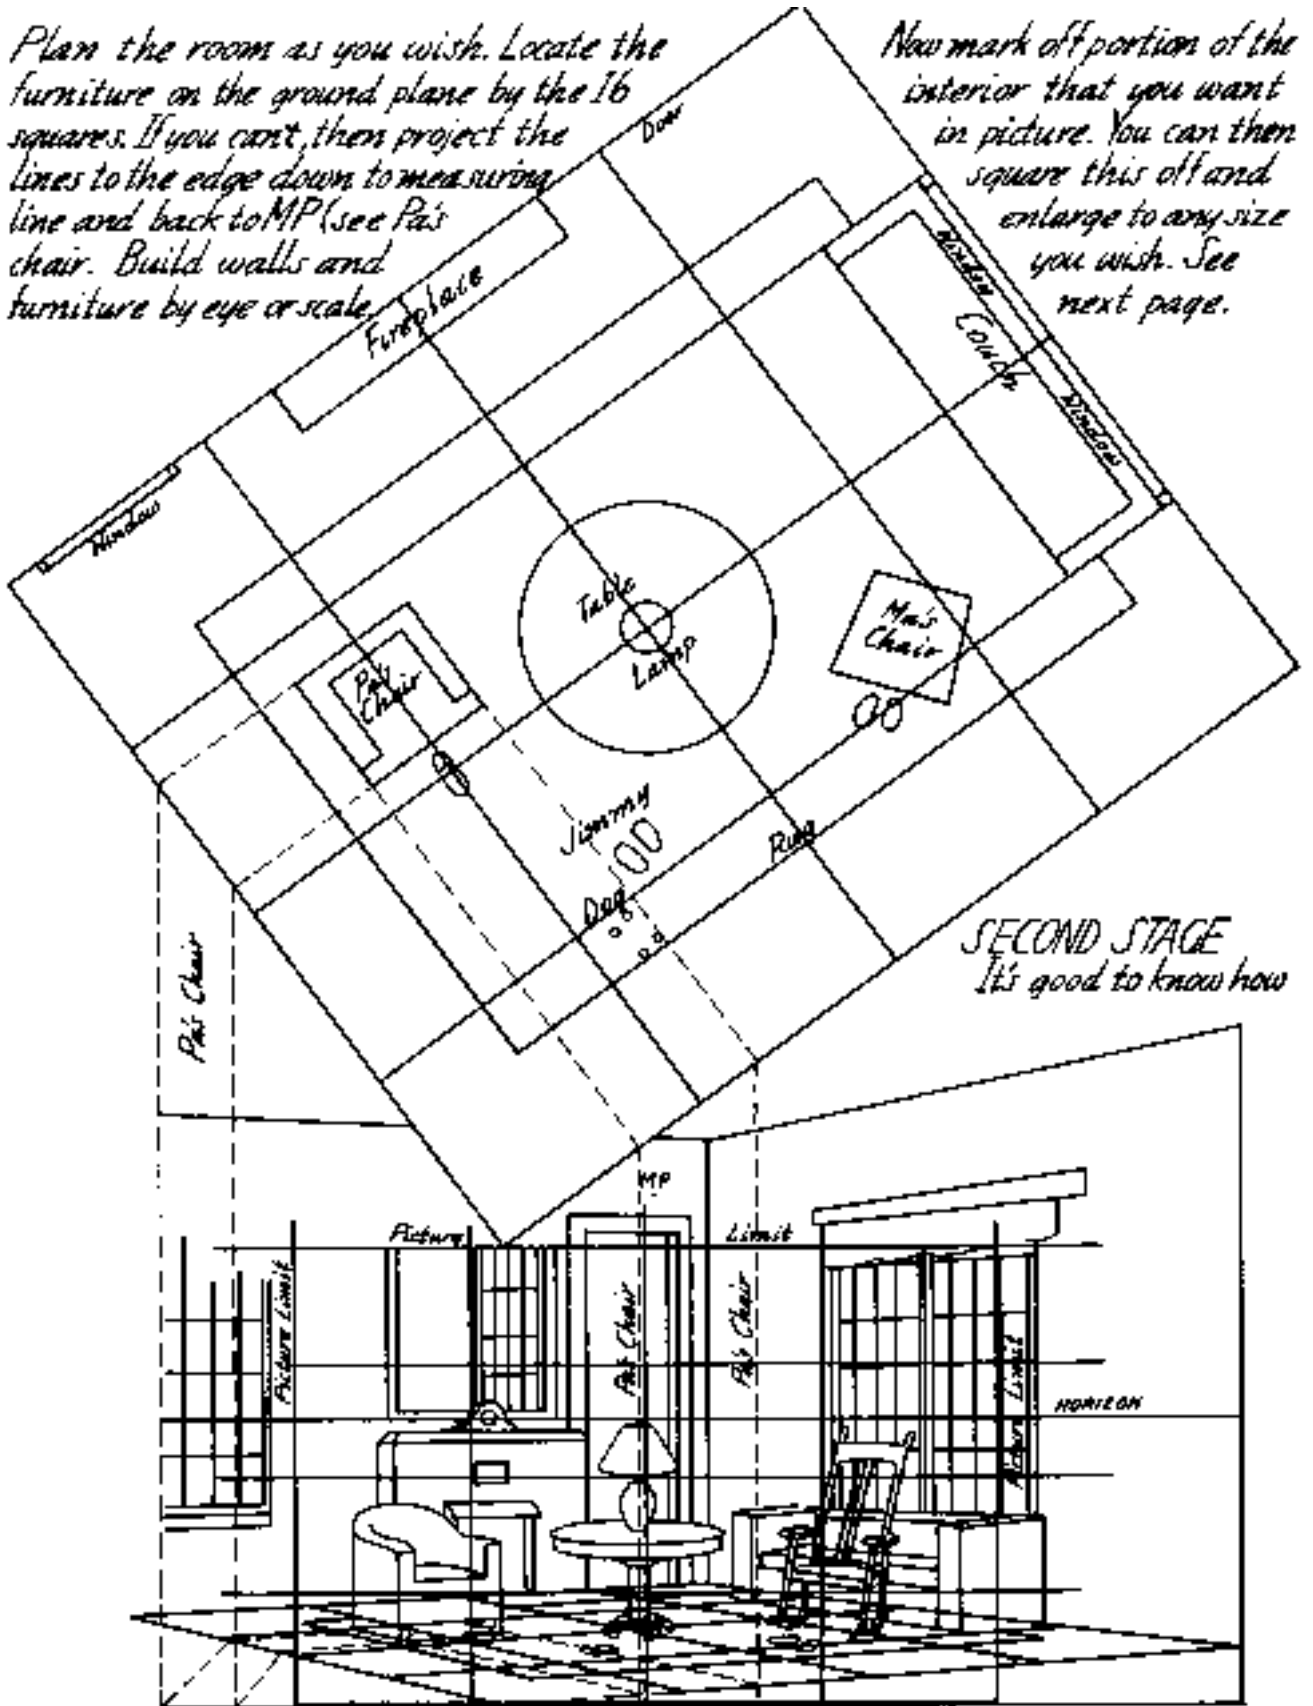 Plan the room as you wish. Locate the
furniture on the ground plane by the 16
squares. If you can't, then project the
lines to the edge down to measuring
line and back to MP (see Pa's
chair. Build walls and
furniture by eye or scale.
Now mark off portion of the
interior that you want
in picture. You can then
square this off and
enlarge to any size
you wish. See
next page.
Door
Fireplace
Window
Window
Couch
Window
Table
Lamp
Ma's
Chair
Pa's
Chair
Jimmy
Dog
Rug
SECOND STAGE
It's good to know how
Pa's Chair
MP
Picture
Limit
Picture Limit
Pa's Chair
Pa's Chair
Picture Limit
HORIZON